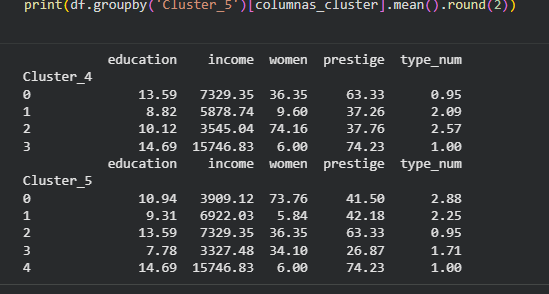 print(df.groupby('Cluster_5')[columnas_cluster].mean().round(2))
education income women prestige type_num
Cluster_4
0 13.59 7329.35 36.35 63.33 0.95
1 8.82 5878.74 9.60 37.26 2.09
2 10.12 3545.04 74.16 37.76 2.57
3 14.69 15746.83 6.00 74.23 1.00
education income women prestige type_num
Cluster_5
0 10.94 3909.12 73.76 41.50 2.88
1 9.31 6922.03 5.84 42.18 2.25
2 13.59 7329.35 36.35 63.33 0.95
3 7.78 3327.48 34.10 26.87 1.71
4 14.69 15746.83 6.00 74.23 1.00